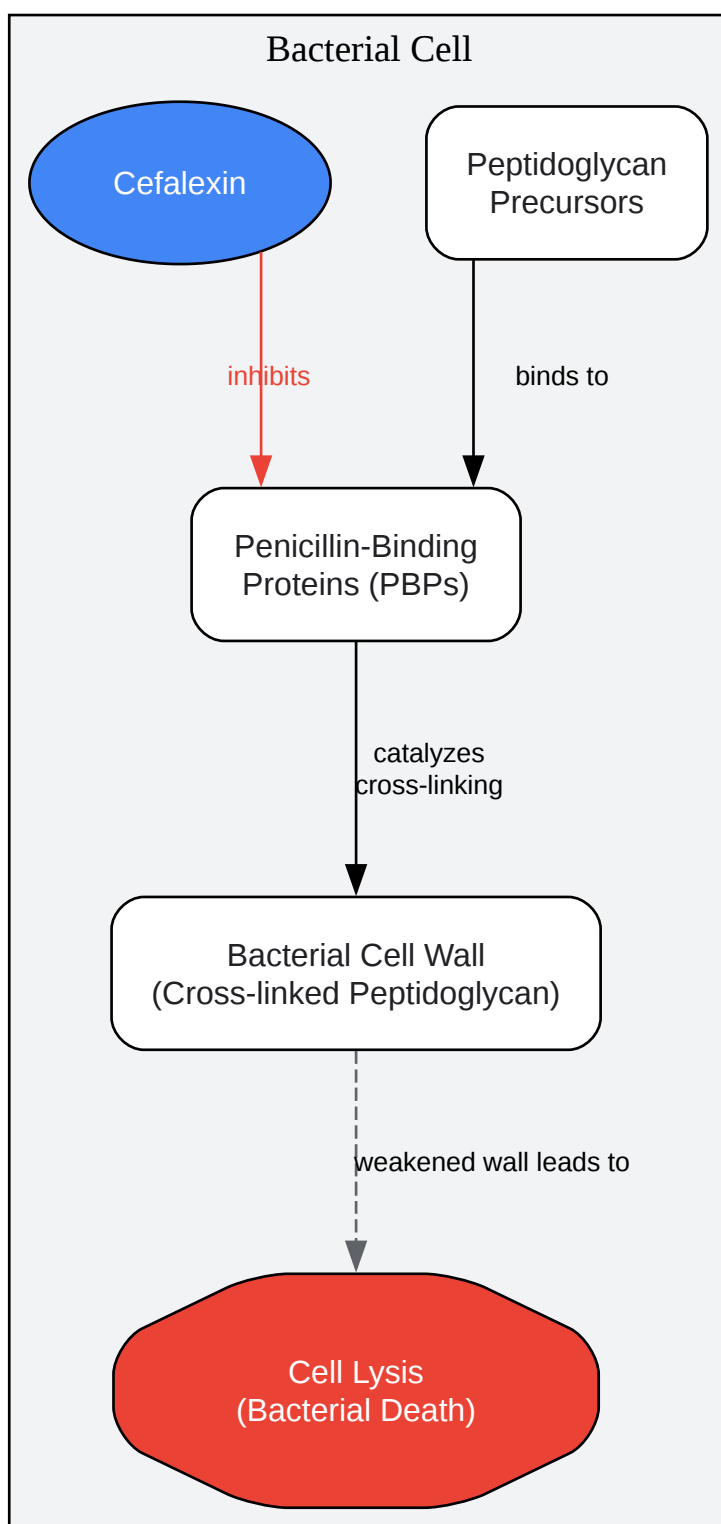 Bacterial Cell
Cefalexin
Peptidoglycan
Precursors
inhibits
binds to
Penicillin-Binding
Proteins (PBPs)
catalyzes
cross-linking
Bacterial Cell Wall
(Cross-linked Peptidoglycan)
weakened wall leads to
Cell Lysis
(Bacterial Death)